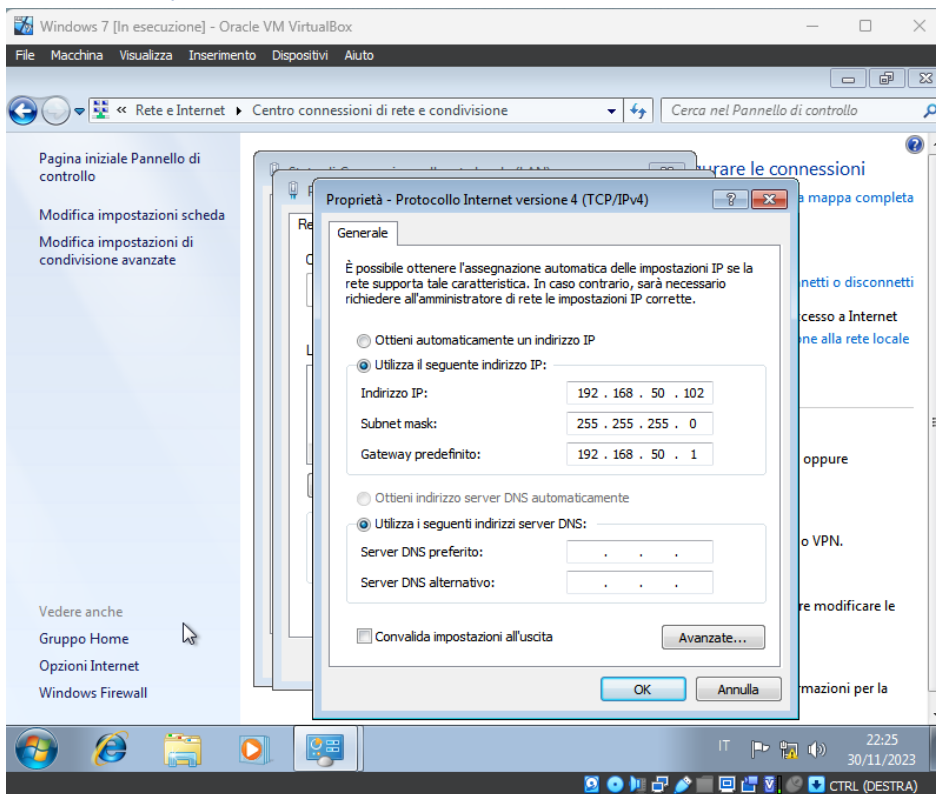 Windows 7 [In esecuzione] - Oracle VM VirtualBox
File Macchina Visualizza Inserimento Dispositivi Aiuto
« Rete e Internet Centro connessioni di rete e condivisione
Cerca nel Pannello di controllo
Pagina iniziale Pannello di
controllo
Modifica impostazioni scheda
Modifica impostazioni di
condivisione avanzate
Vedere anche
Gruppo Home
Opzioni Internet
Windows Firewall
urare le connessioni
a mappa completa
netti o disconnetti
cesso a Internet
one alla rete locale
oppure
o VPN.
re modificare le
rmazioni per la
Re
Proprietà - Protocollo Internet versione 4 (TCP/IPv4)
Generale
È possibile ottenere l'assegnazione automatica delle impostazioni IP se la
rete supporta tale caratteristica. In caso contrario, sarà necessario
richiedere all'amministratore di rete le impostazioni IP corrette.
Ottieni automaticamente un indirizzo IP
Utilizza il seguente indirizzo IP:
Indirizzo IP: 192 . 168 . 50 . 102
Subnet mask: 255 . 255 . 255 . 0
Gateway predefinito: 192 . 168 . 50 . 1
Ottieni indirizzo server DNS automaticamente
Utilizza i seguenti indirizzi server DNS:
Server DNS preferito: . . .
Server DNS alternativo: . . .
Convalida impostazioni all'uscita
Avanzate...
OK
Annulla
IT
22:25
30/11/2023
CTRL (DESTRA)